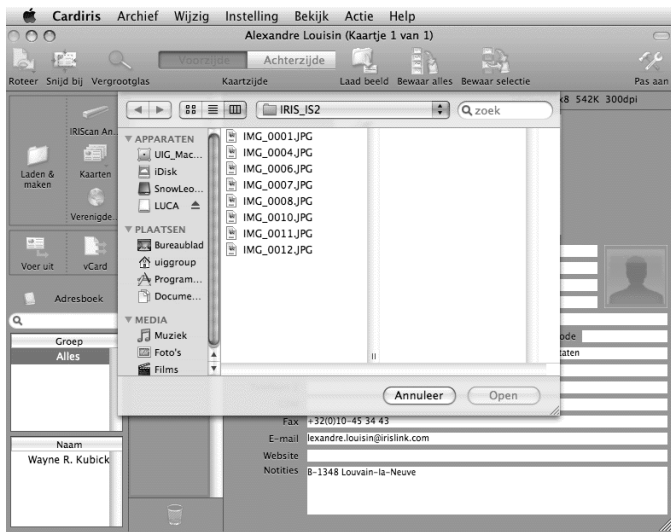 Cardiris Archief Wijzig Instelling Bekijk Actie Help
Alexandre Louisin (Kaartje 1 van 1)
Voorzijde Achterzijde
Roteer Snijd bij Vergrootglas Kaartzijde Laad beeld Bewaar alles Bewaar selectie Pas aan
x8 542K 300dpi
IRIS_IS2
zoek
IRIScan An...
Laden & maken
Kaarten
Verenigde..
Voer uit vCard
Adresboek
APPARATEN
UIG_Mac...
iDisk
SnowLeo...
LUCA
PLAATSEN
Bureaublad
uiggroup
Program...
Docume...
MEDIA
Muziek
Foto's
Films
IMG_0001.JPG
IMG_0004.JPG
IMG_0006.JPG
IMG_0007.JPG
IMG_0008.JPG
IMG_0010.JPG
IMG_0011.JPG
IMG_0012.JPG
Annuleer Open
Groep
Alles
Naam
Wayne R. Kubick
ode
taten
Fax +32(0)10-45 34 43
E-mail lexandre.louisin@irislink.com
Website
Notities B-1348 Louvain-la-Neuve